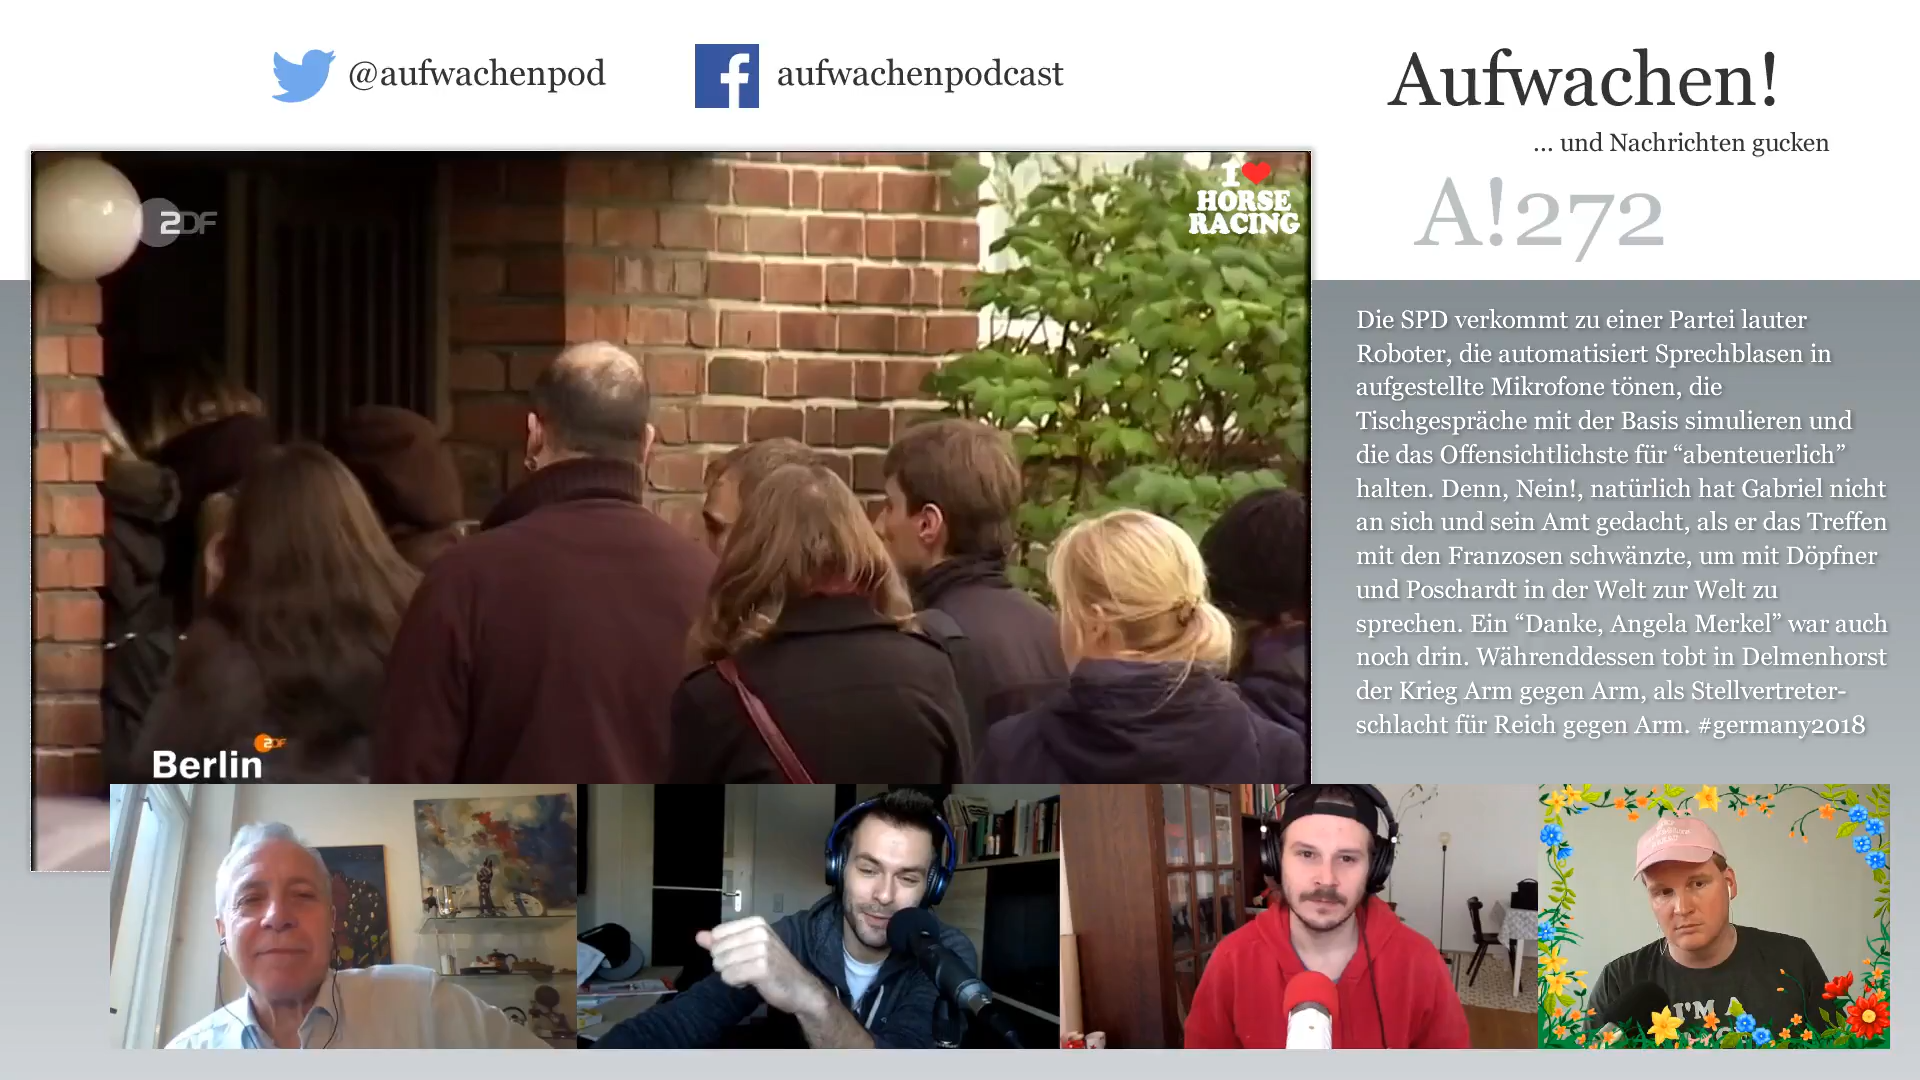 @aufwachenpod
aufwachenpodcast
Aufwachen!
... und Nachrichten gucken
A!272
ZDF
I
HORSE
RACING
Die SPD verkommt zu einer Partei lauter
Roboter, die automatisiert Sprechblasen in
aufgestellte Mikrofone tönen, die
Tischgespräche mit der Basis simulieren und
die das Offensichtlichste für “abenteuerlich”
halten. Denn, Nein!, natürlich hat Gabriel nicht
an sich und sein Amt gedacht, als er das Treffen
mit den Franzosen schwänzte, um mit Döpfner
und Poschardt in der Welt zur Welt zu
sprechen. Ein “Danke, Angela Merkel” war auch
noch drin. Währenddessen tobt in Delmenhorst
der Krieg Arm gegen Arm, als Stellvertreter-
schlacht für Reich gegen Arm. #germany2018
ZDF
Berlin
I'M A